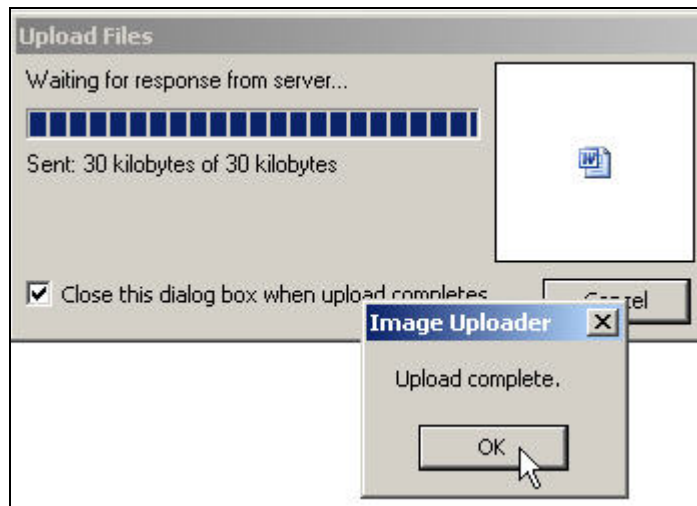 Upload Files
Waiting for response from server...
Sent: 30 kilobytes of 30 kilobytes
Close this dialog box when upload completes
Cancel
Image Uploader
Upload complete.
OK